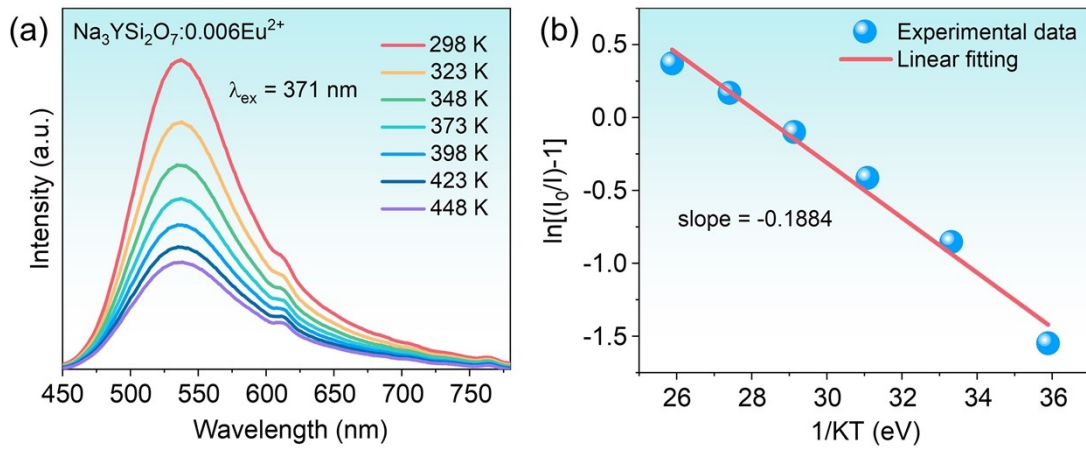 (a)
Na₃YSi₂O₇:0.006Eu²⁺
λex = 371 nm
298 K
323 K
348 K
373 K
398 K
423 K
448 K
Intensity (a.u.)
450 500 550 600 650 700 750
Wavelength (nm)
(b)
Experimental data
Linear fitting
slope = -0.1884
ln[(I₀/I)-1]
0.5
0.0
-0.5
-1.0
-1.5
26 28 30 32 34 36
1/KT (eV)